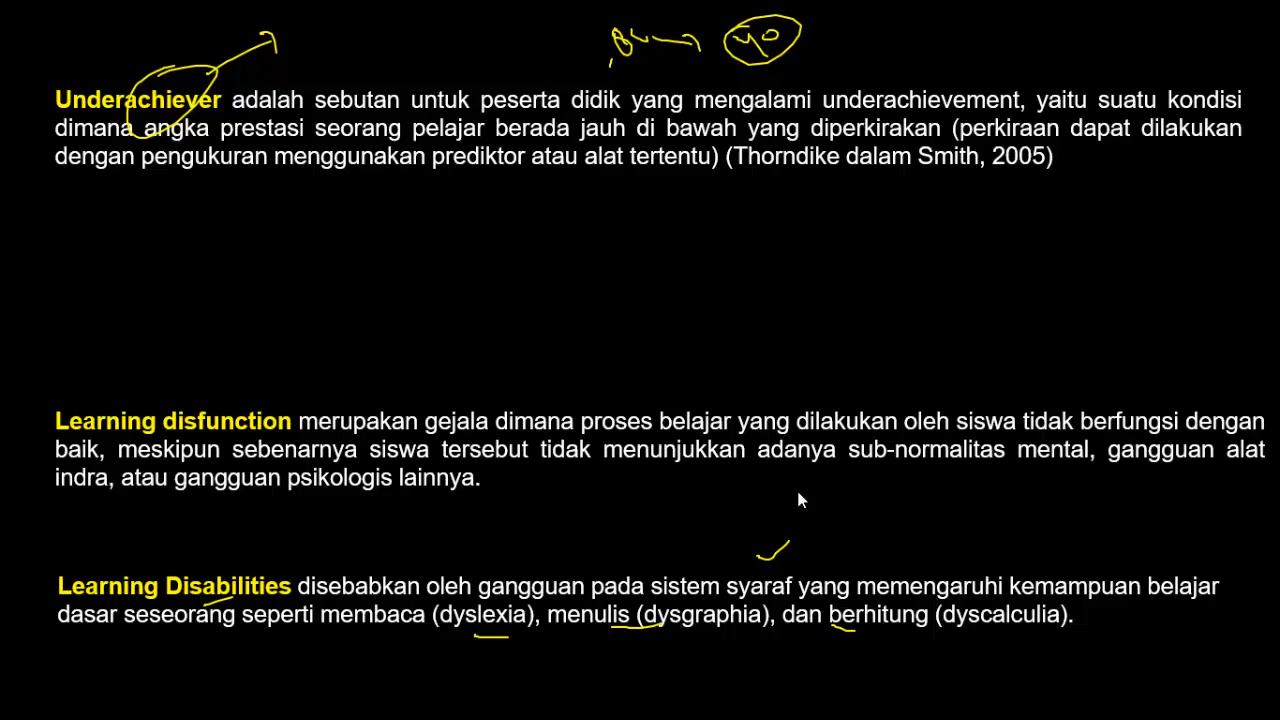 Underachiever adalah sebutan untuk peserta didik yang mengalami underachievement, yaitu suatu kondisi
dimana angka prestasi seorang pelajar berada jauh di bawah yang diperkirakan (perkiraan dapat dilakukan
dengan pengukuran menggunakan prediktor atau alat tertentu) (Thorndike dalam Smith, 2005)
Learning disfunction merupakan gejala dimana proses belajar yang dilakukan oleh siswa tidak berfungsi dengan
baik, meskipun sebenarnya siswa tersebut tidak menunjukkan adanya sub-normalitas mental, gangguan alat
indra, atau gangguan psikologis lainnya.
Learning Disabilities disebabkan oleh gangguan pada sistem syaraf yang memengaruhi kemampuan belajar
dasar seseorang seperti membaca (dyslexia), menulis (dysgraphia), dan berhitung (dyscalculia).